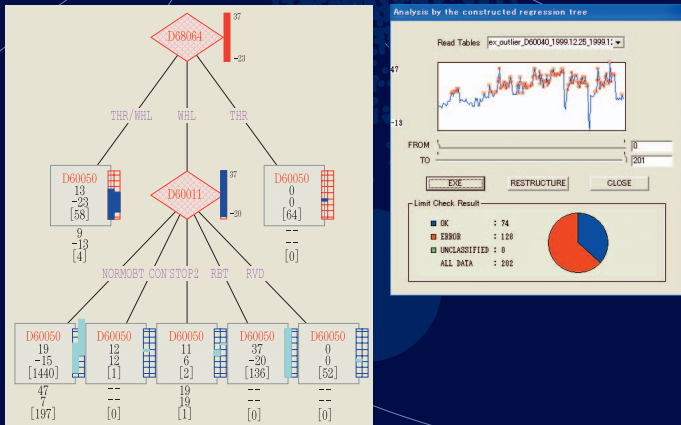 D68064
37
-23
THR/WHL WHL THR
D60050
13
-23
[58]
9
-13
[4]
D60011
37
-20
D60050
0
0
[64]
--
--
[0]
NORMOBT CON'STOP2 RBT RVD
D60050
19
-15
[1440]
47
7
[197]
D60050
12
12
[1]
--
--
[0]
D60050
11
6
[2]
19
19
[1]
D60050
37
-20
[136]
--
--
[0]
D60050
0
0
[52]
--
--
[0]
Analysis by the constructed regression tree
Read Tables ex_outlier_D60040_1999.12.25_1999.1
47
-13
FROM 0
TO 201
EXE RESTRUCTURE CLOSE
Limit Check Result
OK : 74
ERROR : 128
UNCLASSIFIED : 0
ALL DATA : 202